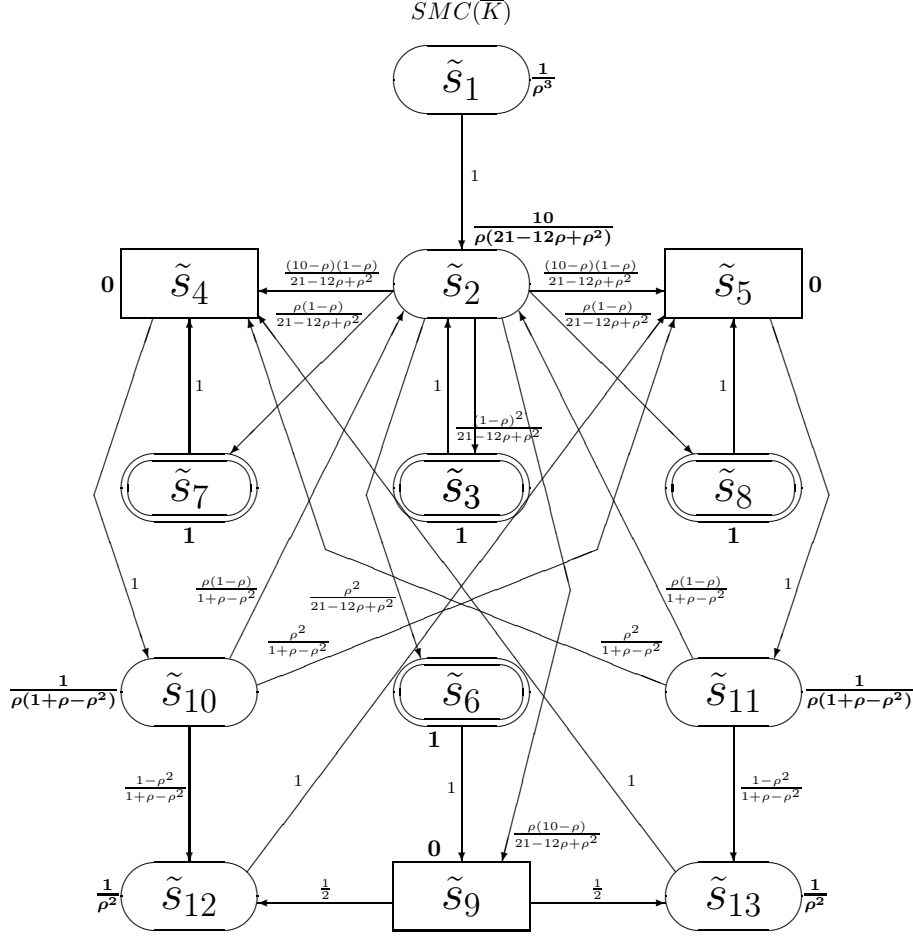 SMC(K̅)
s̃₁ 1/ρ³
1
10/(ρ(21−12ρ+ρ²))
0 s̃₄ (10−ρ)(1−ρ)/(21−12ρ+ρ²) s̃₂ (10−ρ)(1−ρ)/(21−12ρ+ρ²) s̃₅ 0
ρ(1−ρ)/(21−12ρ+ρ²) ρ(1−ρ)/(21−12ρ+ρ²)
1 1 1
(1−ρ)²/(21−12ρ+ρ²)
s̃₇ s̃₃ s̃₈
1 1 1
1 ρ(1−ρ)/(1+ρ−ρ²) ρ²/(21−12ρ+ρ²) ρ(1−ρ)/(1+ρ−ρ²) 1
ρ²/(1+ρ−ρ²) ρ²/(1+ρ−ρ²)
1/(ρ(1+ρ−ρ²)) s̃₁₀ s̃₆ s̃₁₁ 1/(ρ(1+ρ−ρ²))
1
(1−ρ²)/(1+ρ−ρ²) 1 1 1 (1−ρ²)/(1+ρ−ρ²)
0 ρ(10−ρ)/(21−12ρ+ρ²)
1/ρ² s̃₁₂ 1/2 s̃₉ 1/2 s̃₁₃ 1/ρ²